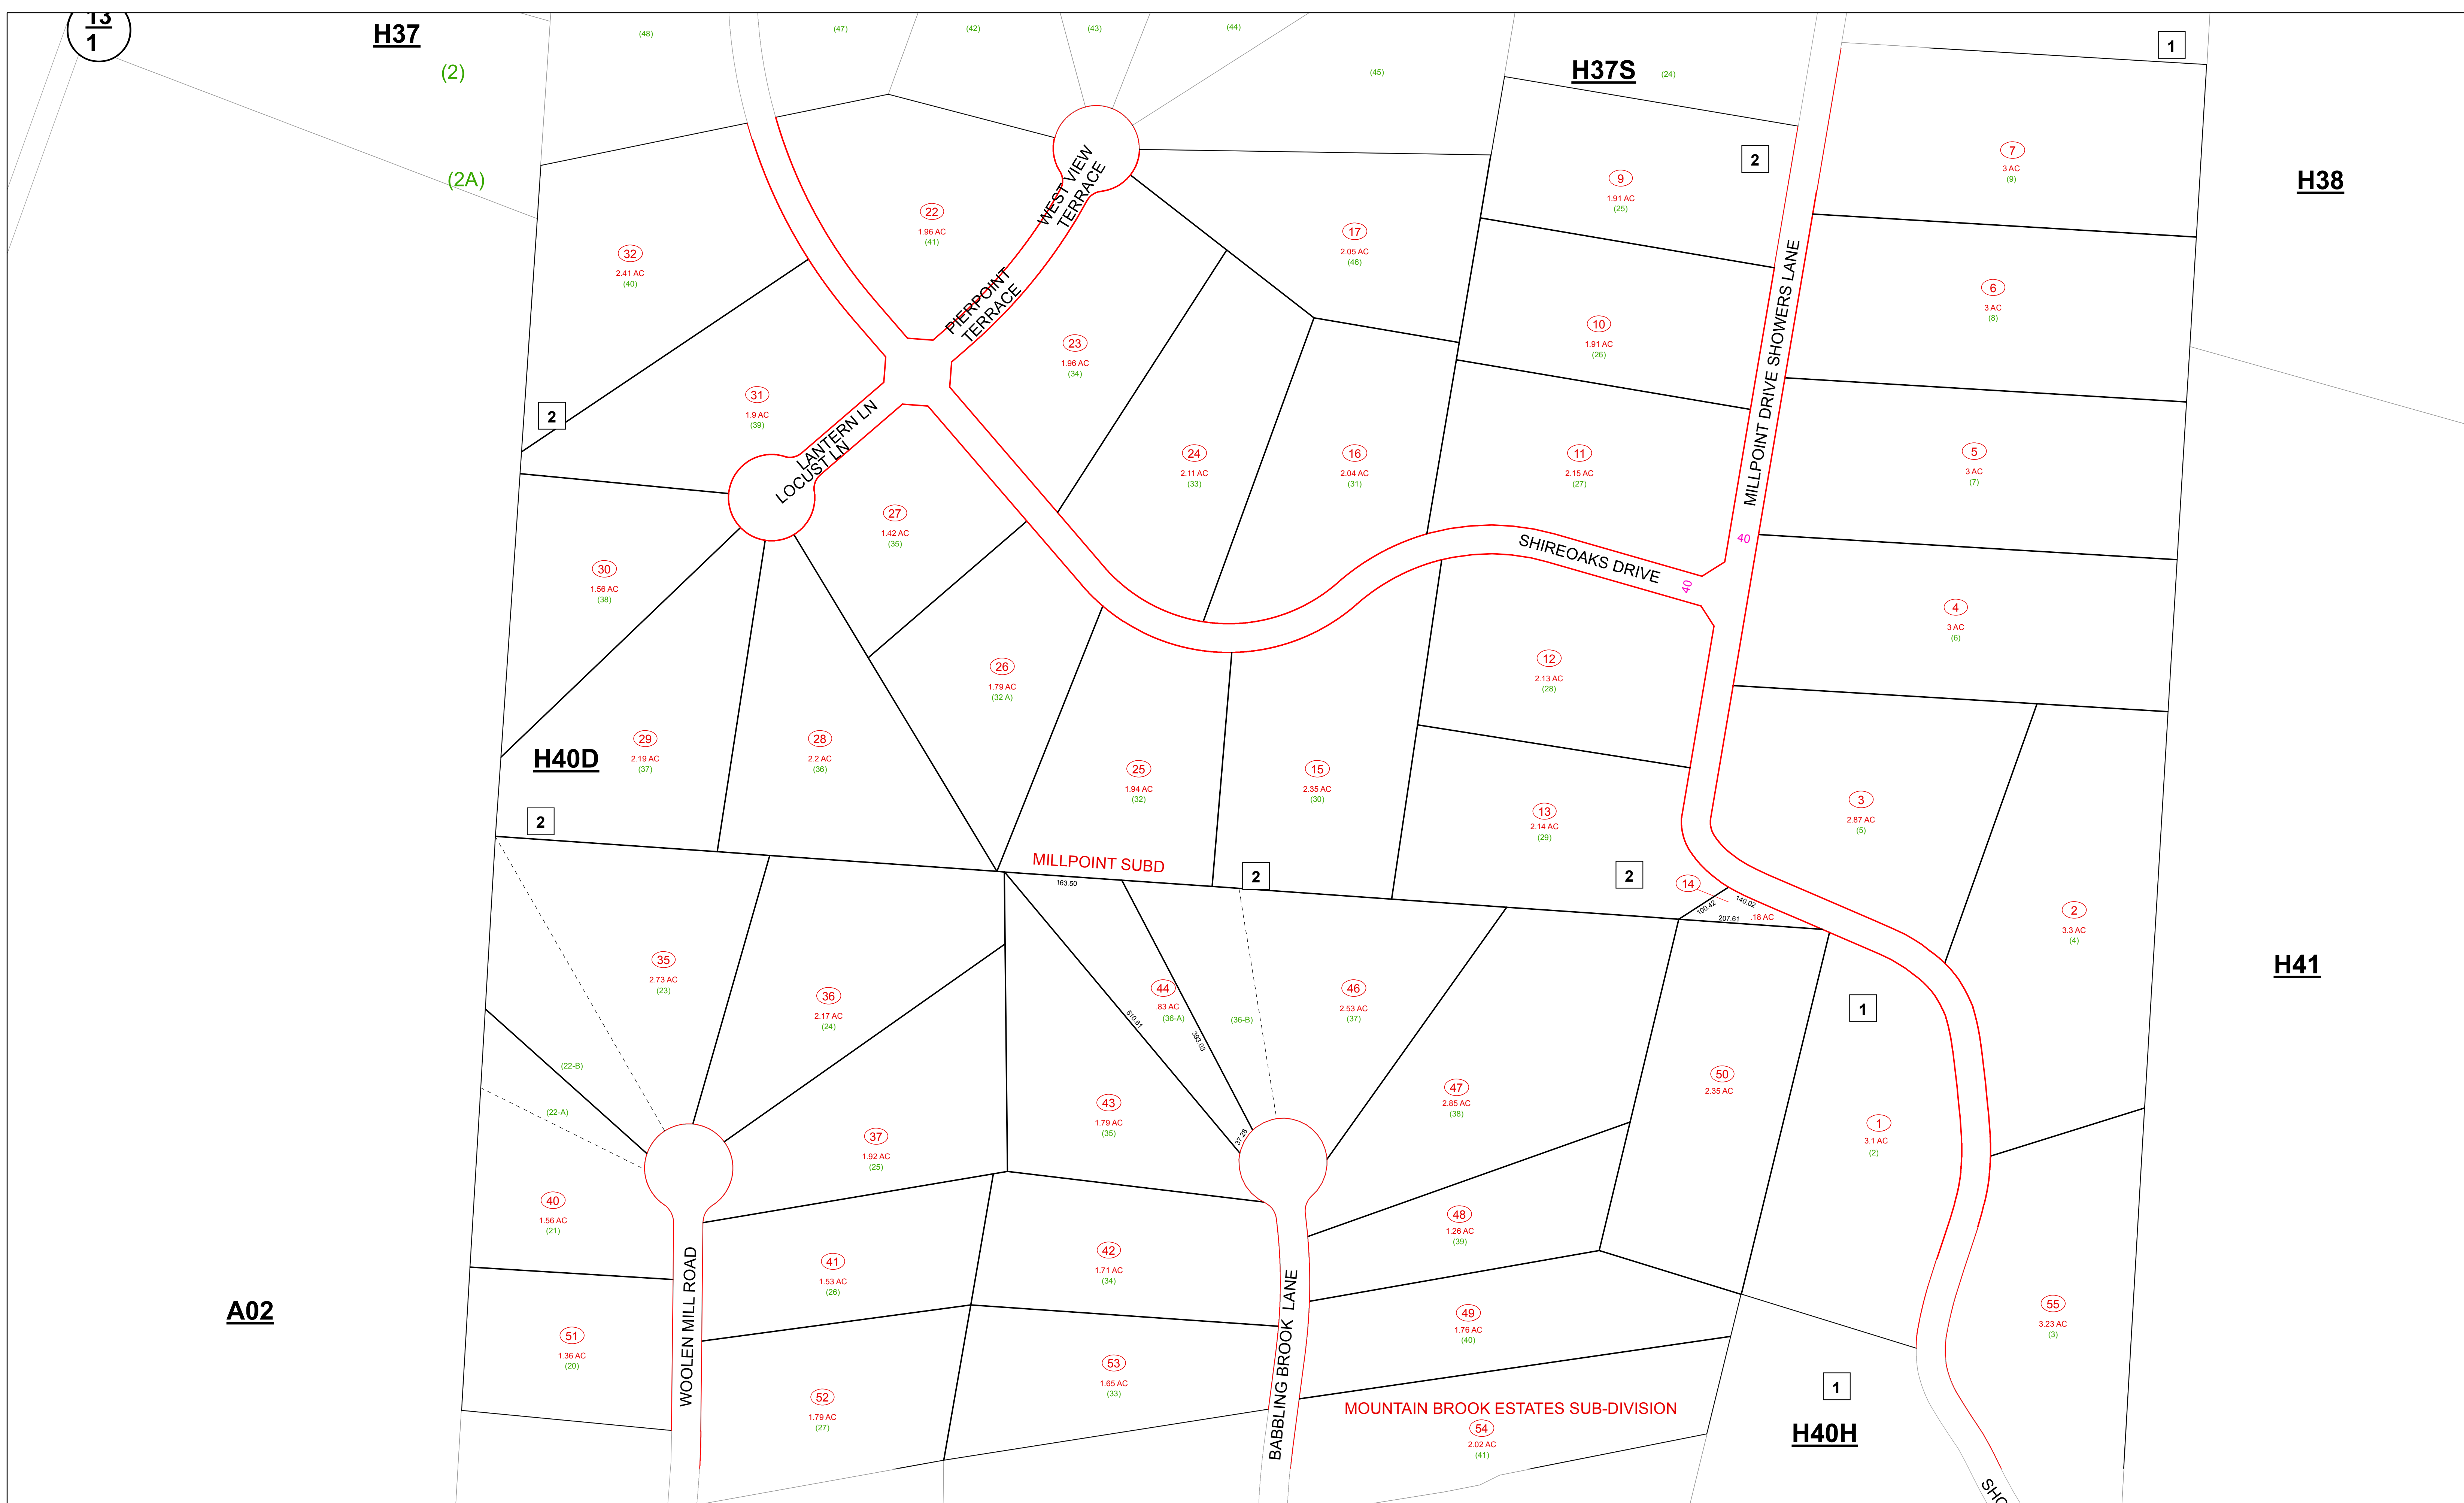 13
1
H37
(2)
(2A)
(48)
(47)
(42)
(43)
(44)
(45)
H37S
(24)
1
H38
WEST VIEW
TERRACE
PIERPOINT
TERRACE
22
1.96 AC
(41)
32
2.41 AC
(40)
17
2.05 AC
(46)
9
1.91 AC
(25)
2
7
3 AC
(9)
6
3 AC
(8)
10
1.91 AC
(26)
MILLPOINT DRIVE SHOWERS LANE
23
1.96 AC
(34)
31
1.9 AC
(39)
2
LANTERN LN
LOCUST LN
24
2.11 AC
(33)
16
2.04 AC
(31)
11
2.15 AC
(27)
5
3 AC
(7)
27
1.42 AC
(35)
SHIREOAKS DRIVE
40
40
30
1.56 AC
(38)
4
3 AC
(6)
26
1.79 AC
(32 A)
12
2.13 AC
(28)
H40D
29
2.19 AC
(37)
28
2.2 AC
(36)
25
1.94 AC
(32)
15
2.35 AC
(30)
13
2.14 AC
(29)
3
2.87 AC
(5)
2
MILLPOINT SUBD
163.50
2
2
14
100.42
140.02
207.61
.18 AC
2
3.3 AC
(4)
H41
35
2.73 AC
(23)
36
2.17 AC
(24)
44
.83 AC
(36-A)
510.61
393.03
37.28
(36-B)
46
2.53 AC
(37)
1
(22-B)
(22-A)
43
1.79 AC
(35)
47
2.85 AC
(38)
50
2.35 AC
1
3.1 AC
(2)
37
1.92 AC
(25)
40
1.56 AC
(21)
41
1.53 AC
(26)
42
1.71 AC
(34)
48
1.26 AC
(39)
A02
51
1.36 AC
(20)
WOOLEN MILL ROAD
BABBLING BROOK LANE
49
1.76 AC
(40)
55
3.23 AC
(3)
52
1.79 AC
(27)
53
1.65 AC
(33)
MOUNTAIN BROOK ESTATES SUB-DIVISION
54
2.02 AC
(41)
1
H40H